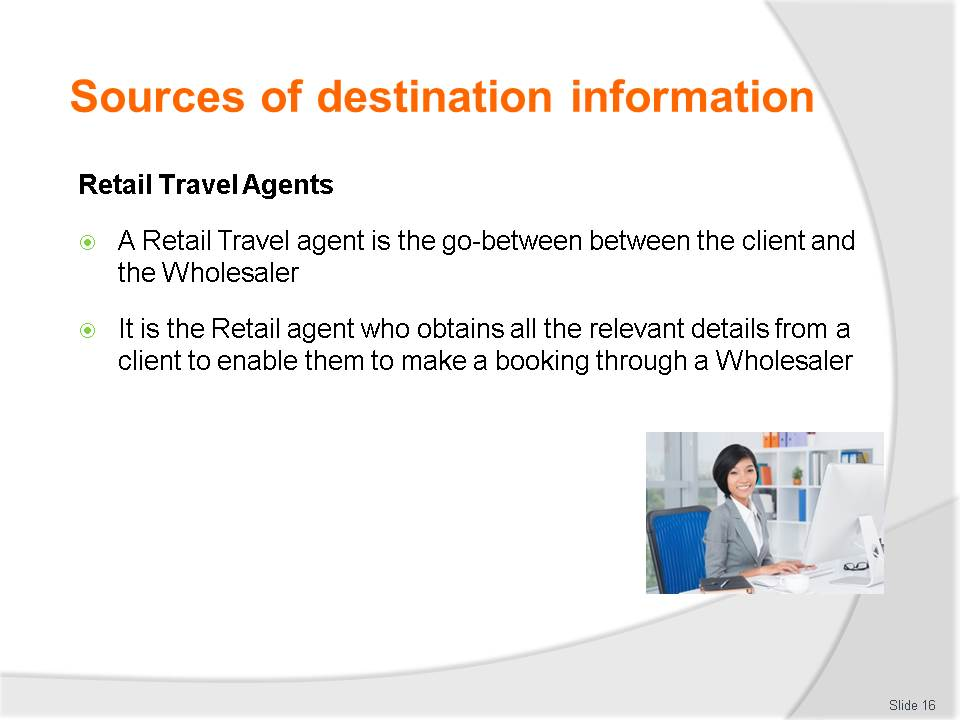 Sources of destination information
Retail Travel Agents
A Retail Travel agent is the go-between between the client and
the Wholesaler
It is the Retail agent who obtains all the relevant details from a
client to enable them to make a booking through a Wholesaler
Slide 16